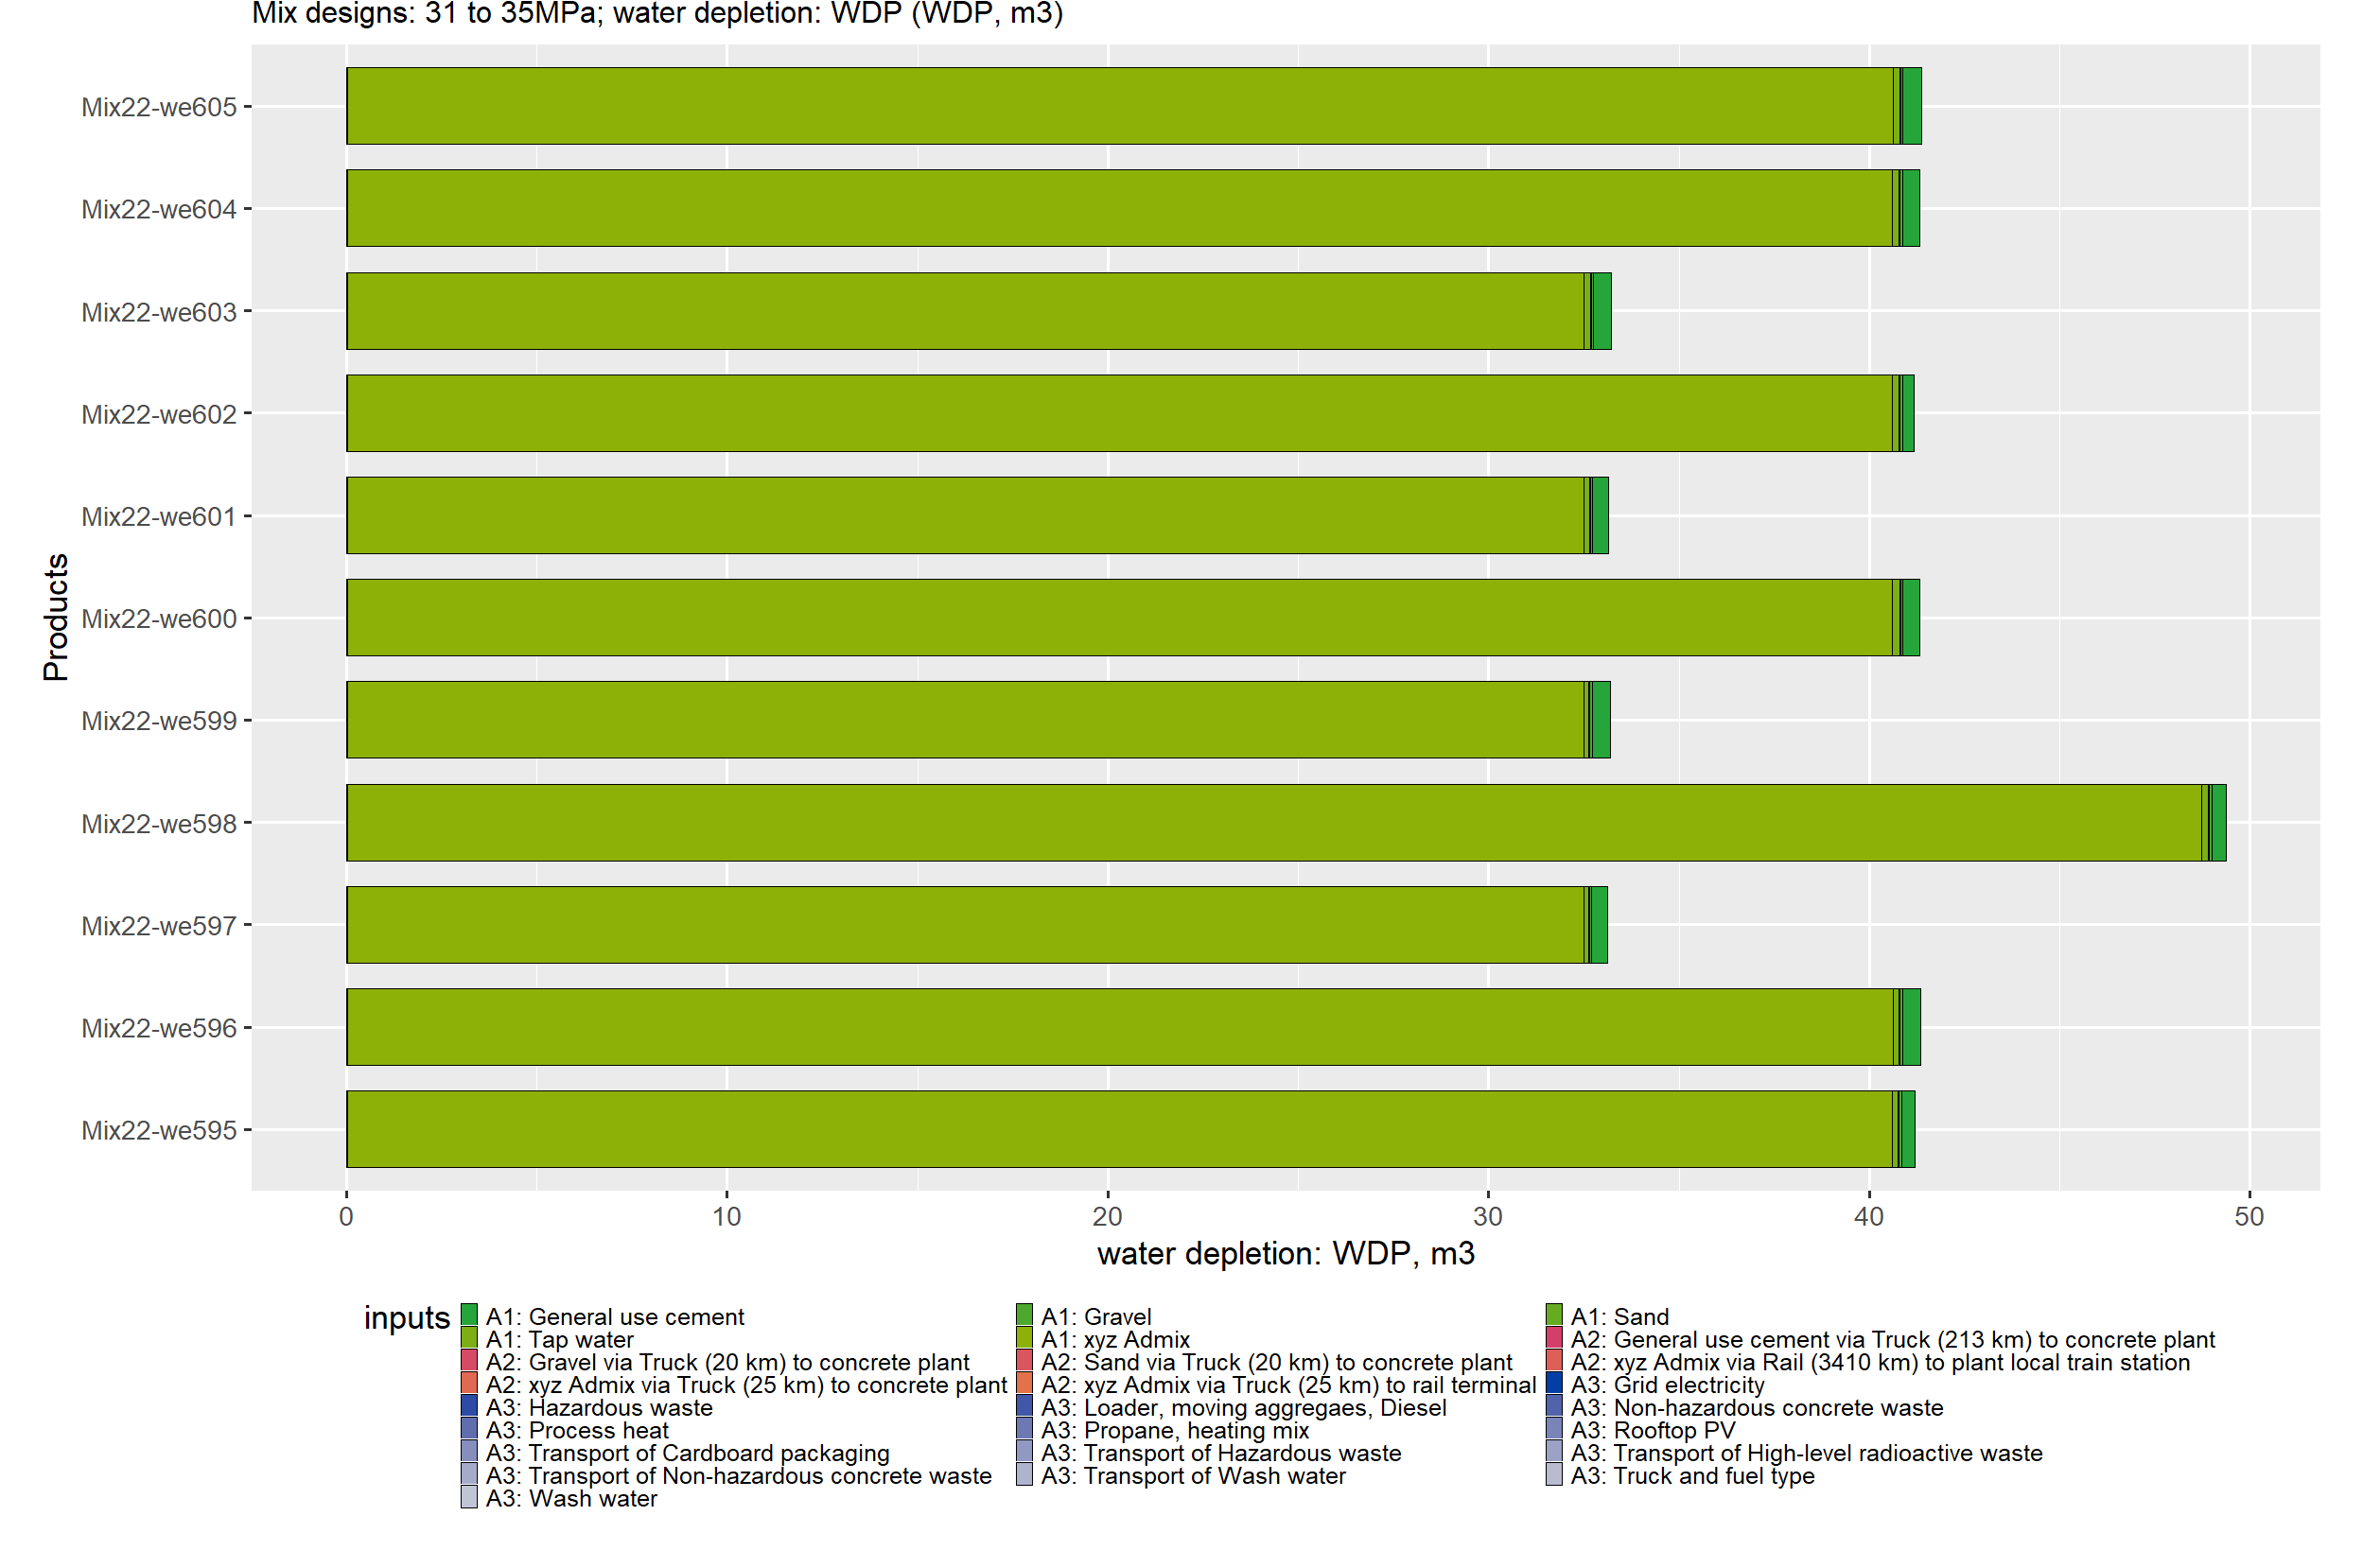 Mix designs: 31 to 35MPa; water depletion: WDP (WDP, m3)
Mix22-we605
Mix22-we604
Mix22-we603
Mix22-we602
Mix22-we601
Mix22-we600
Mix22-we599
Mix22-we598
Mix22-we597
Mix22-we596
Mix22-we595
Products
0 10 20 30 40 50
water depletion: WDP, m3
inputs
A1: General use cement A1: Gravel A1: Sand
A1: Tap water A1: xyz Admix A2: General use cement via Truck (213 km) to concrete plant
A2: Gravel via Truck (20 km) to concrete plant A2: Sand via Truck (20 km) to concrete plant A2: xyz Admix via Rail (3410 km) to plant local train station
A2: xyz Admix via Truck (25 km) to concrete plant A2: xyz Admix via Truck (25 km) to rail terminal A3: Grid electricity
A3: Hazardous waste A3: Loader, moving aggregaes, Diesel A3: Non-hazardous concrete waste
A3: Process heat A3: Propane, heating mix A3: Rooftop PV
A3: Transport of Cardboard packaging A3: Transport of Hazardous waste A3: Transport of High-level radioactive waste
A3: Transport of Non-hazardous concrete waste A3: Transport of Wash water A3: Truck and fuel type
A3: Wash water